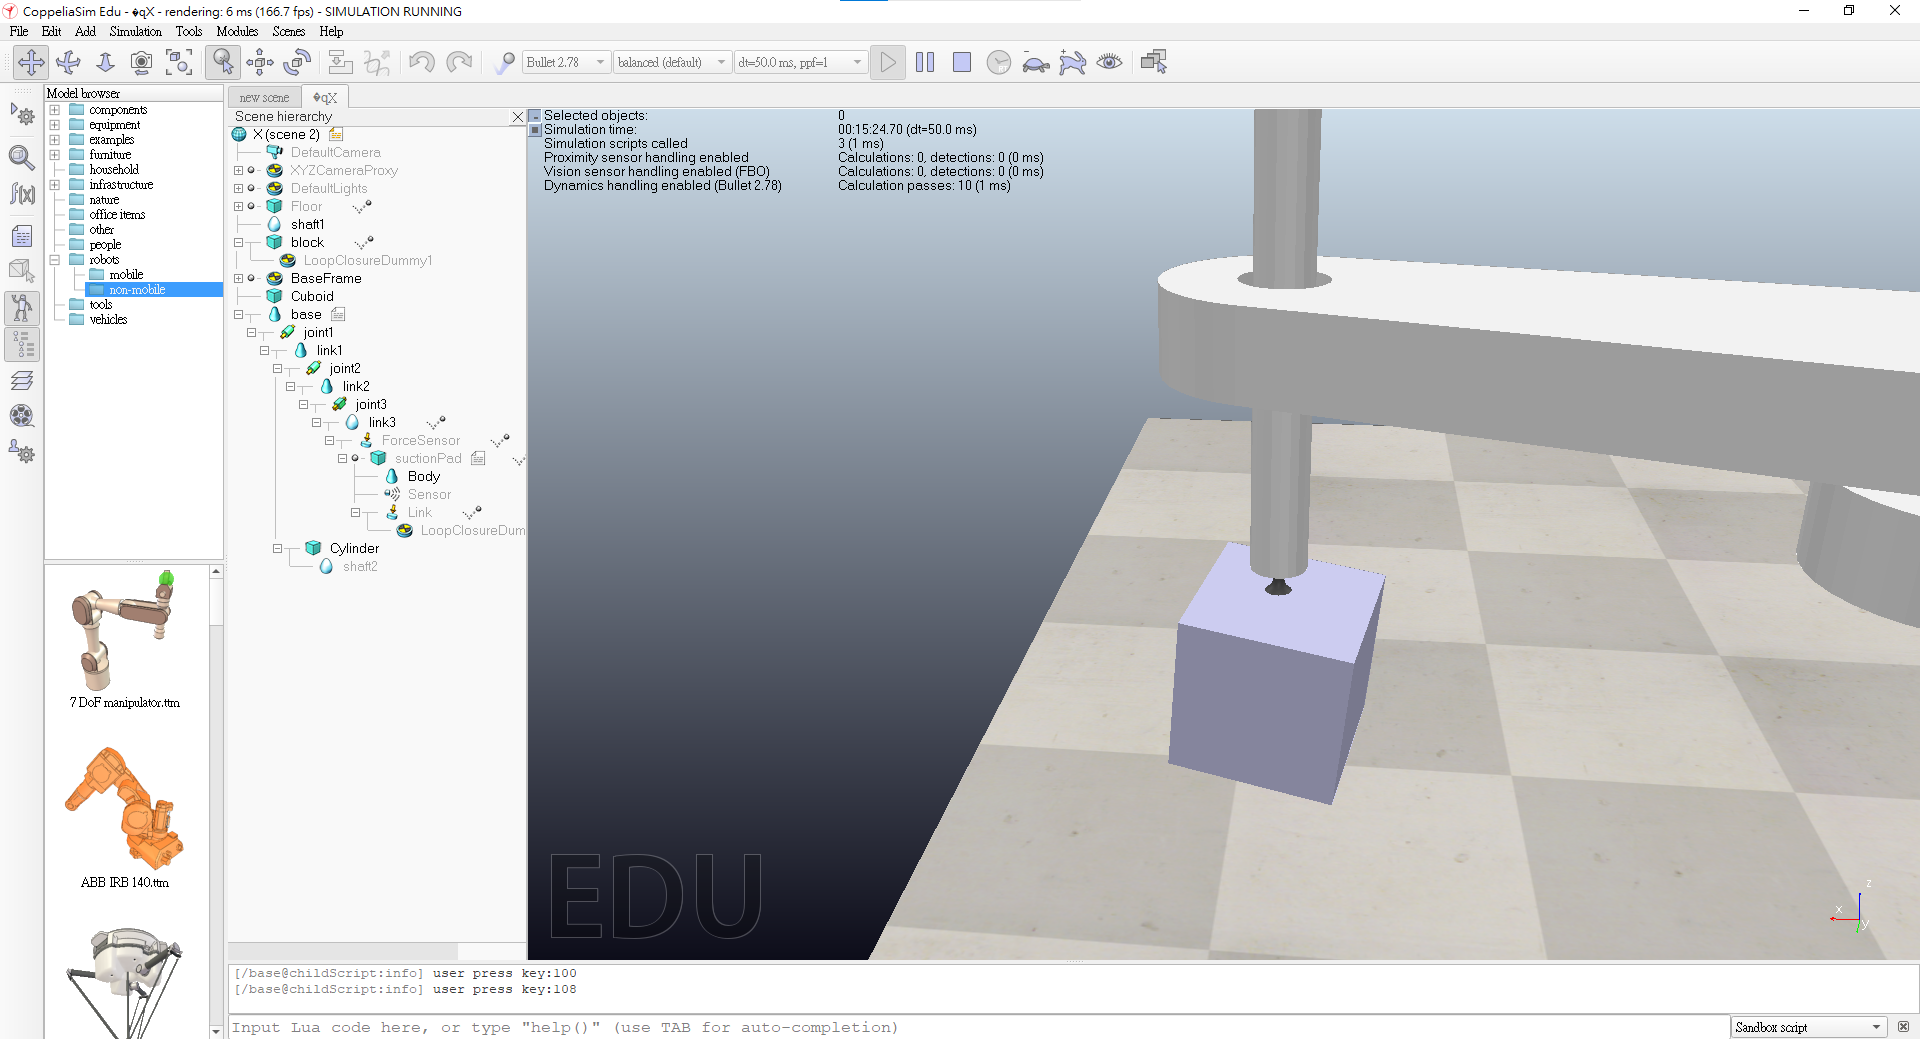 CoppeliaSim Edu - �qX - rendering: 6 ms (166.7 fps) - SIMULATION RUNNING
File Edit Add Simulation Tools Modules Scenes Help
Bullet 2.78 balanced (default) dt=50.0 ms, ppf=1
Model browser
components
equipment
examples
furniture
household
infrastructure
nature
office items
other
people
robots
mobile
non-mobile
tools
vehicles
7 DoF manipulator.ttm
ABB IRB 140.ttm
new scene �qX
Scene hierarchy
X (scene 2)
DefaultCamera
XYZCameraProxy
DefaultLights
Floor
shaft1
block
LoopClosureDummy1
BaseFrame
Cuboid
base
joint1
link1
joint2
link2
joint3
link3
ForceSensor
suctionPad
Body
Sensor
Link
LoopClosureDum
Cylinder
shaft2
Selected objects: 0
Simulation time: 00:15:24.70 (dt=50.0 ms)
Simulation scripts called 3 (1 ms)
Proximity sensor handling enabled Calculations: 0, detections: 0 (0 ms)
Vision sensor handling enabled (FBO) Calculations: 0, detections: 0 (0 ms)
Dynamics handling enabled (Bullet 2.78) Calculation passes: 10 (1 ms)
EDU
z
x
y
[/base@childScript:info] user press key:100
[/base@childScript:info] user press key:108
Input Lua code here, or type "help()" (use TAB for auto-completion)
Sandbox script